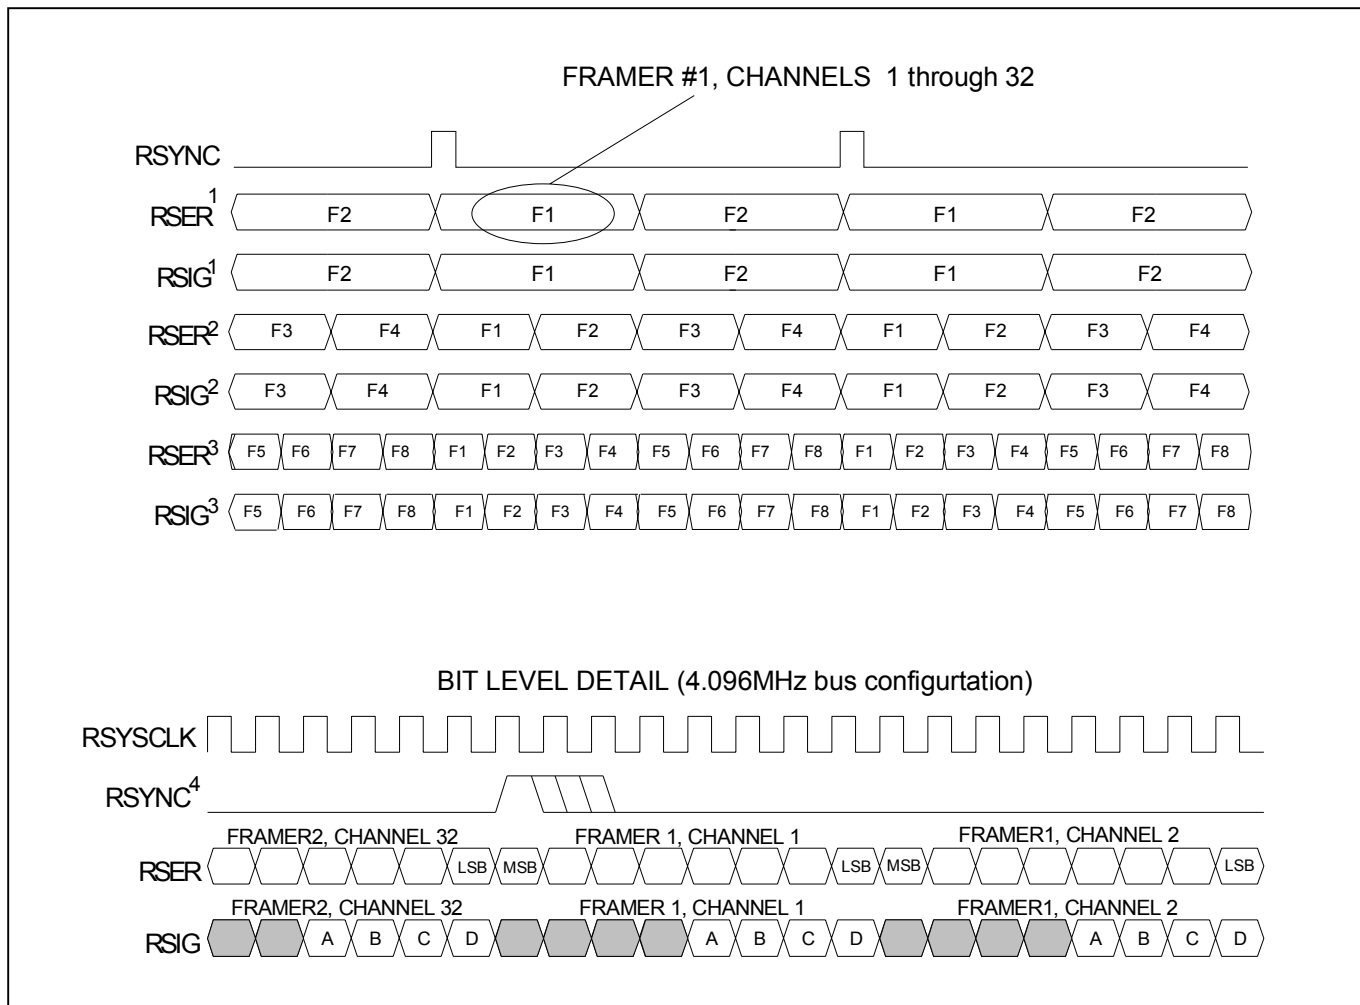 FRAMER #1, CHANNELS 1 through 32
RSYNC
RSER1 F2 F1 F2 F1 F2
RSIG1 F2 F1 F2 F1 F2
RSER2 F3 F4 F1 F2 F3 F4 F1 F2 F3 F4
RSIG2 F3 F4 F1 F2 F3 F4 F1 F2 F3 F4
RSER3 F5 F6 F7 F8 F1 F2 F3 F4 F5 F6 F7 F8 F1 F2 F3 F4 F5 F6 F7 F8
RSIG3 F5 F6 F7 F8 F1 F2 F3 F4 F5 F6 F7 F8 F1 F2 F3 F4 F5 F6 F7 F8
BIT LEVEL DETAIL (4.096MHz bus configurtation)
RSYSCLK
RSYNC4
FRAMER2, CHANNEL 32 FRAMER 1, CHANNEL 1 FRAMER1, CHANNEL 2
RSER LSB MSB LSB MSB LSB
FRAMER2, CHANNEL 32 FRAMER 1, CHANNEL 1 FRAMER1, CHANNEL 2
RSIG A B C D A B C D A B C D